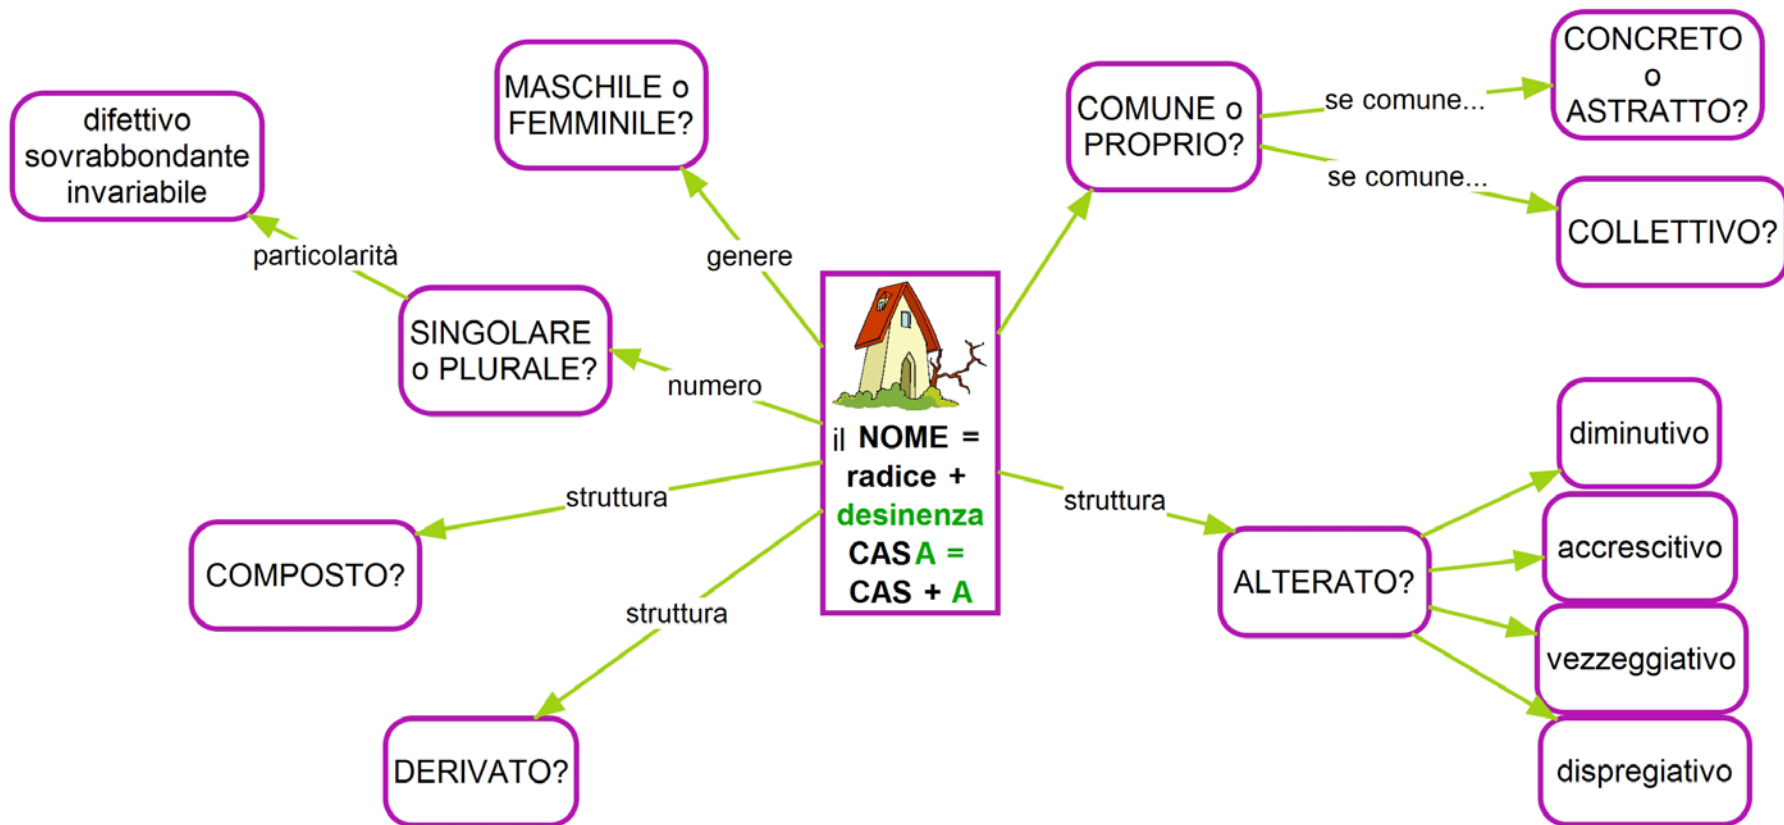 CONCRETO
o
ASTRATTO?
MASCHILE o
FEMMINILE?
COMUNE o
PROPRIO?
se comune...
difettivo
sovrabbondante
invariabile
se comune...
COLLETTIVO?
particolarità
genere
SINGOLARE
o PLURALE?
numero
il NOME =
radice +
desinenza
CASA =
CAS + A
struttura
struttura
diminutivo
accrescitivo
COMPOSTO?
ALTERATO?
struttura
vezzeggiativo
DERIVATO?
dispregiativo